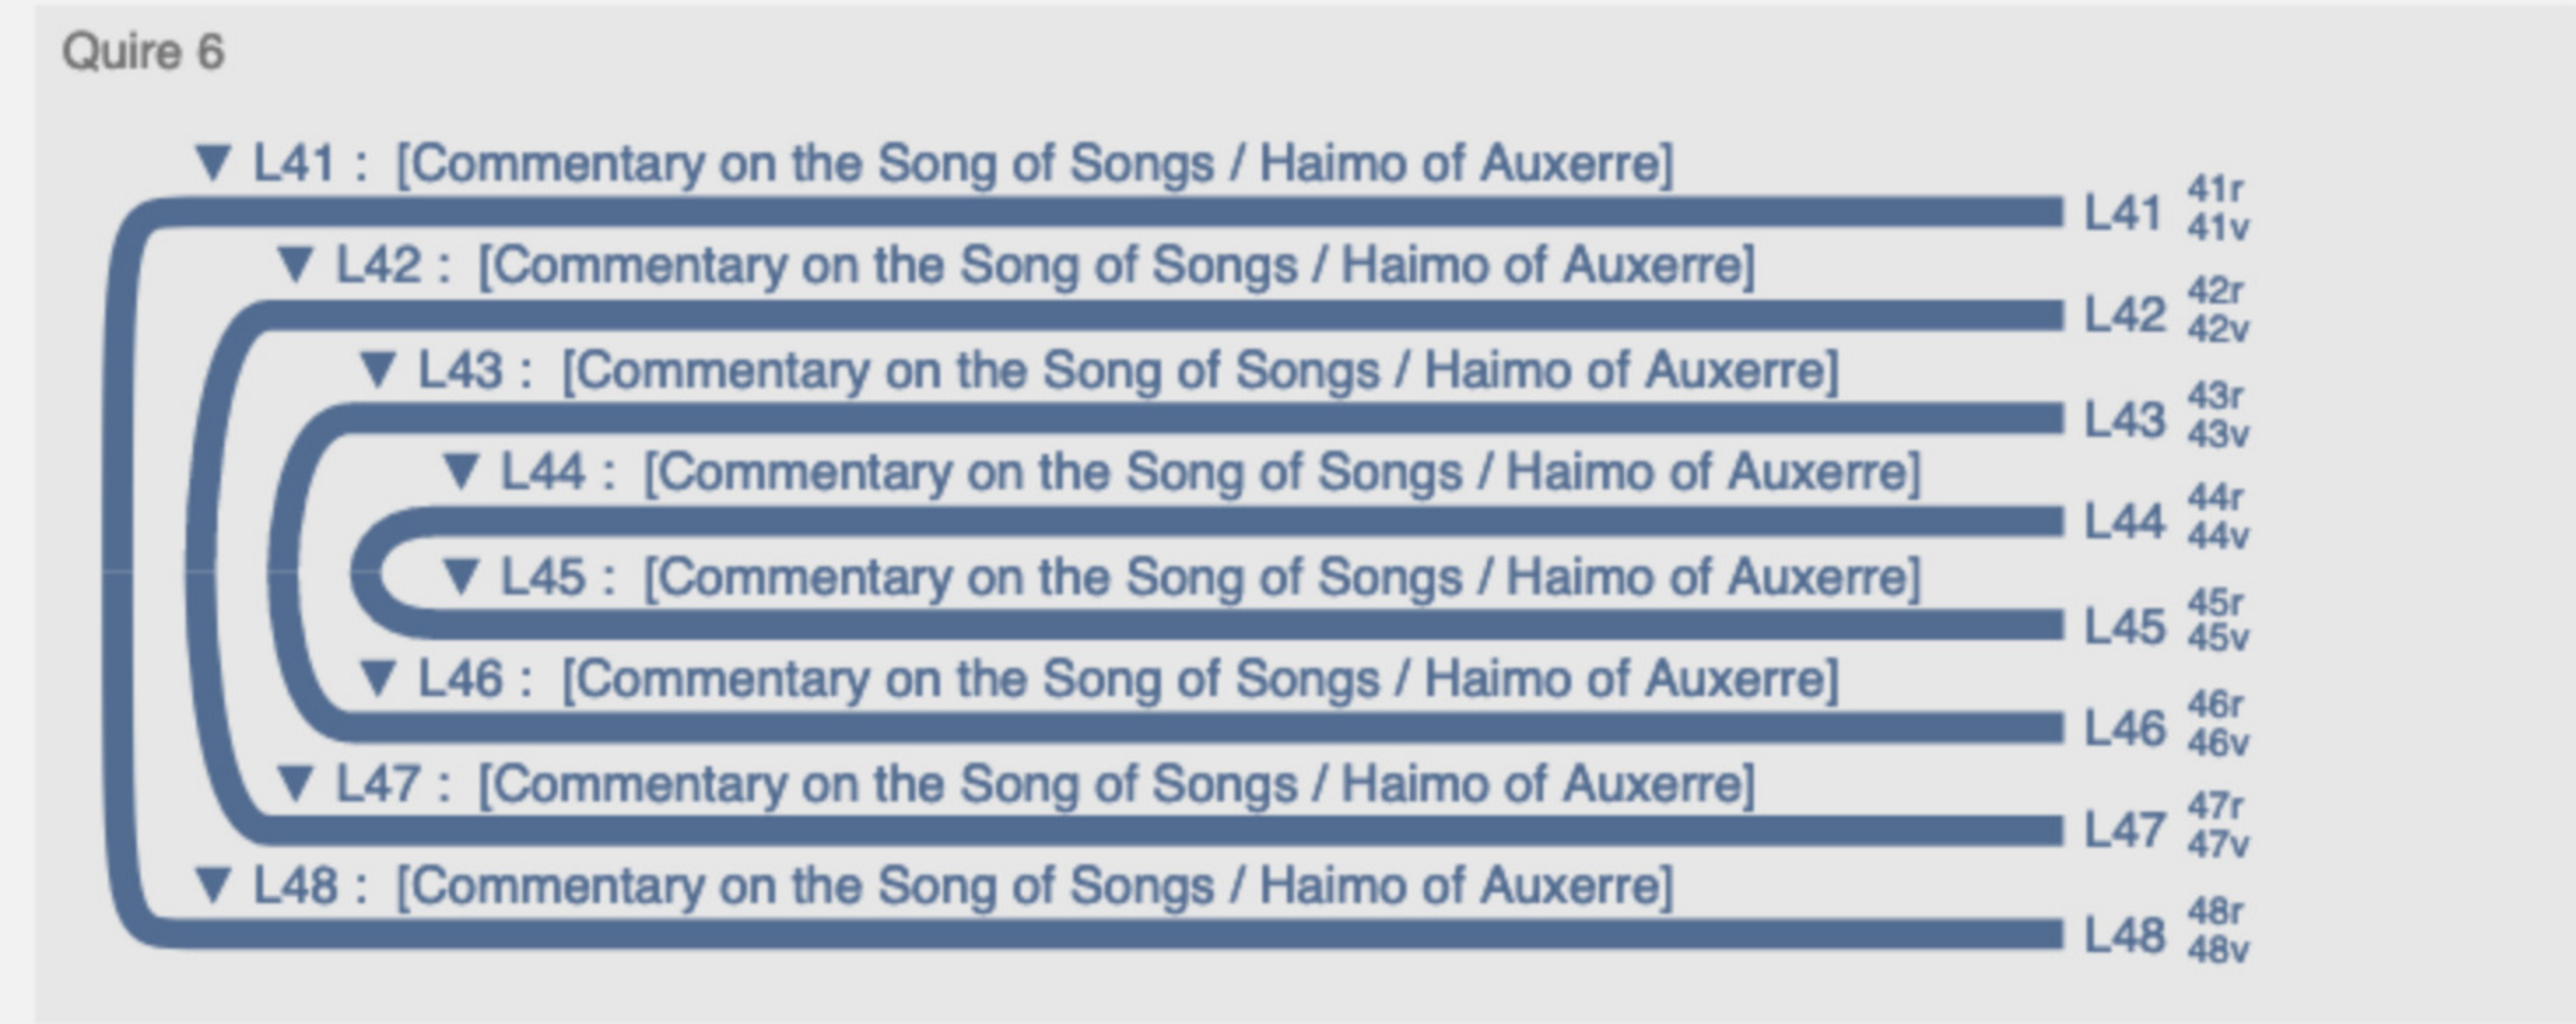 Quire 6
▼ L41 : [Commentary on the Song of Songs / Haimo of Auxerre]
L41 41r
41v
▼ L42 : [Commentary on the Song of Songs / Haimo of Auxerre]
L42 42r
42v
▼ L43 : [Commentary on the Song of Songs / Haimo of Auxerre]
L43 43r
43v
▼ L44 : [Commentary on the Song of Songs / Haimo of Auxerre]
L44 44r
44v
▼ L45 : [Commentary on the Song of Songs / Haimo of Auxerre]
L45 45r
45v
▼ L46 : [Commentary on the Song of Songs / Haimo of Auxerre]
L46 46r
46v
▼ L47 : [Commentary on the Song of Songs / Haimo of Auxerre]
L47 47r
47v
▼ L48 : [Commentary on the Song of Songs / Haimo of Auxerre]
L48 48r
48v